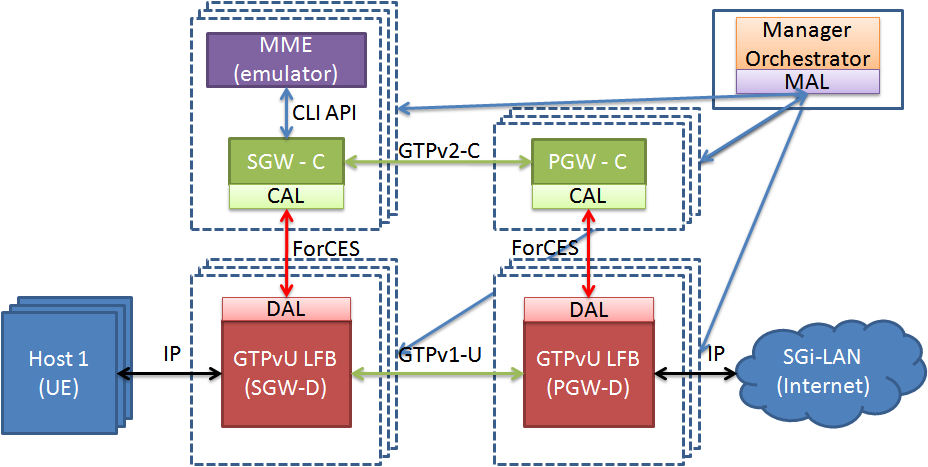 MME
(emulator)
Manager
Orchestrator
MAL
CLI API
SGW - C
CAL
GTPv2-C
PGW - C
CAL
ForCES
ForCES
DAL
DAL
Host 1
(UE)
IP
GTPvU LFB
(SGW-D)
GTPv1-U
GTPvU LFB
(PGW-D)
IP
SGi-LAN
(Internet)